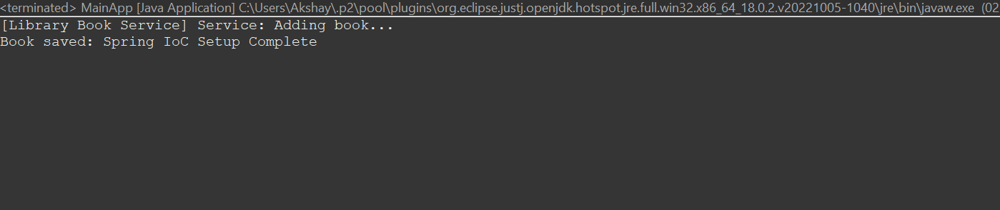 <terminated> MainApp [Java Application] C:\Users\Akshay\.p2\pool\plugins\org.eclipse.justj.openjdk.hotspot.jre.full.win32.x86_64_18.0.2.v20221005-1040\jre\bin\javaw.exe (02
[Library Book Service] Service: Adding book...
Book saved: Spring IoC Setup Complete